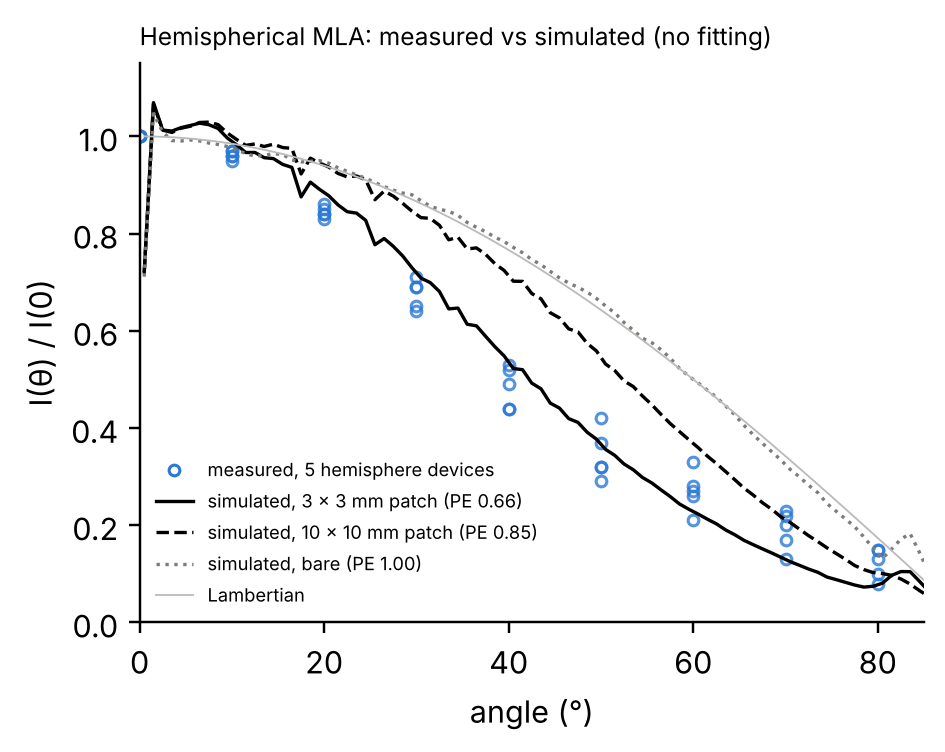 Hemispherical MLA: measured vs simulated (no fitting)
I(θ) / I(0)
1.0
0.8
0.6
0.4
0.2
0.0
measured, 5 hemisphere devices
simulated, 3 × 3 mm patch (PE 0.66)
simulated, 10 × 10 mm patch (PE 0.85)
simulated, bare (PE 1.00)
Lambertian
0 20 40 60 80
angle (°)